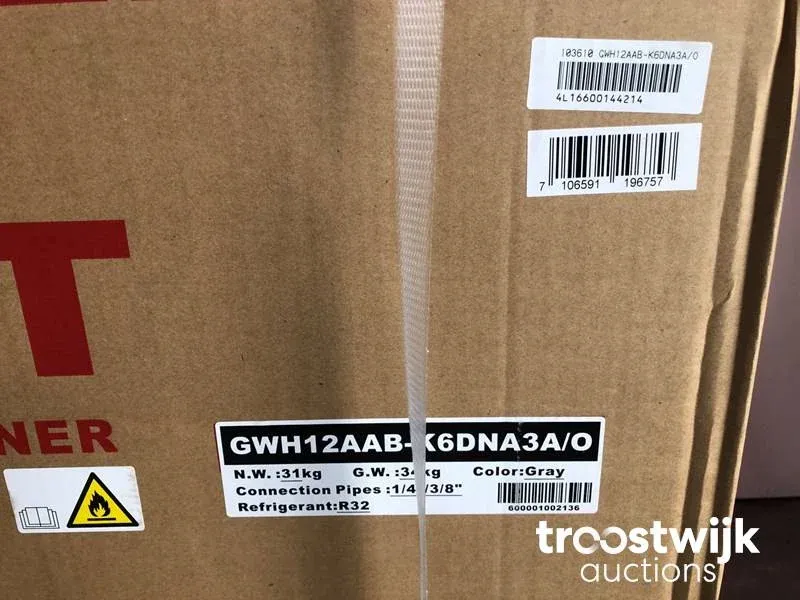 103610 GWH12AAB-K6DNA3A/O
4L16600144214
7 106591 196757
T
NER
GWH12AAB-K6DNA3A/O
N.W. :31kg G.W. :34kg Color:Gray
Connection Pipes :1/4 /3/8"
Refrigerant:R32
600001002136
troostwijk
auctions